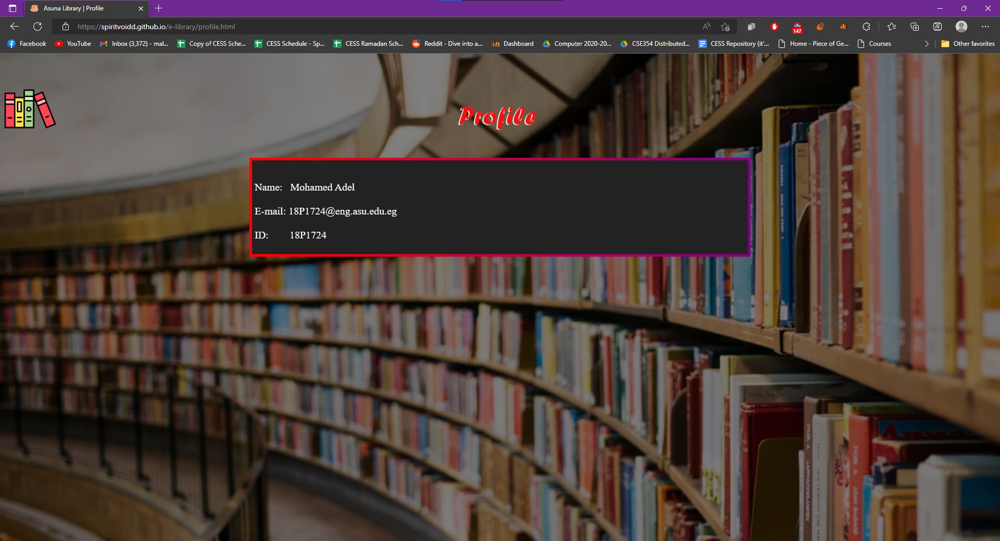 Asuna Library | Profile
https://spiritvoidd.github.io/e-library/profile.html
147
Facebook
YouTube
Inbox (3,372) - mal...
Copy of CESS Sche...
CESS Schedule - Sp...
CESS Ramadan Sch...
Reddit - Dive into a...
Dashboard
Computer 2020-20...
CSE354 Distributed...
CESS Repository (it'...
Home - Piece of Ge...
Courses
Other favorites
Profile
Name: Mohamed Adel
E-mail: 18P1724@eng.asu.edu.eg
ID: 18P1724